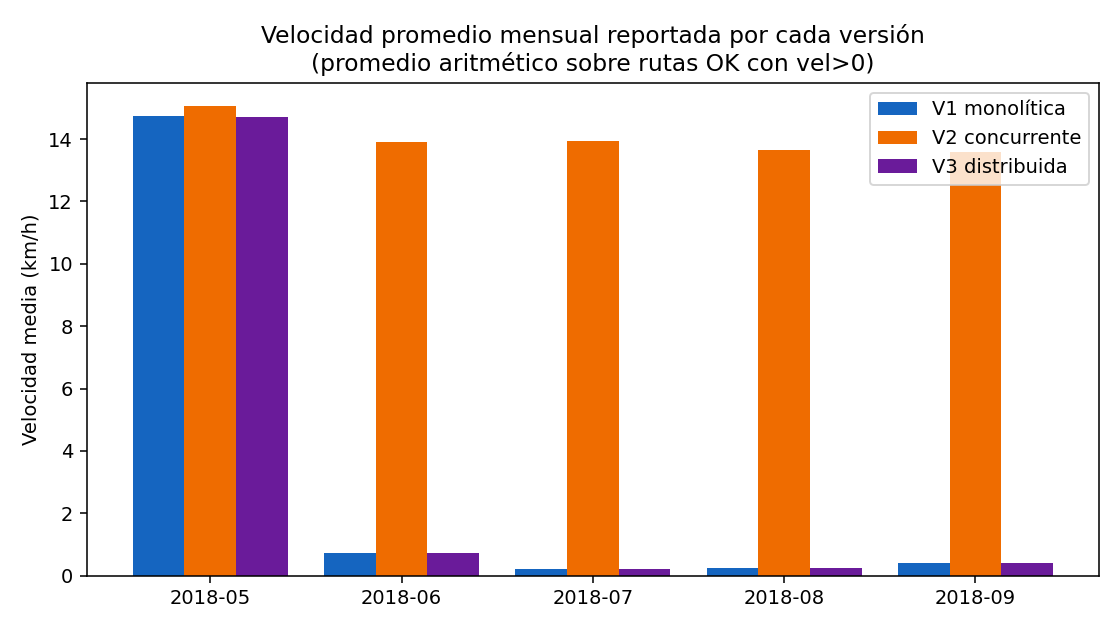 Velocidad promedio mensual reportada por cada versión
(promedio aritmético sobre rutas OK con vel>0)
V1 monolítica
V2 concurrente
V3 distribuida
Velocidad media (km/h)
14
12
10
8
6
4
2
0
2018-05
2018-06
2018-07
2018-08
2018-09